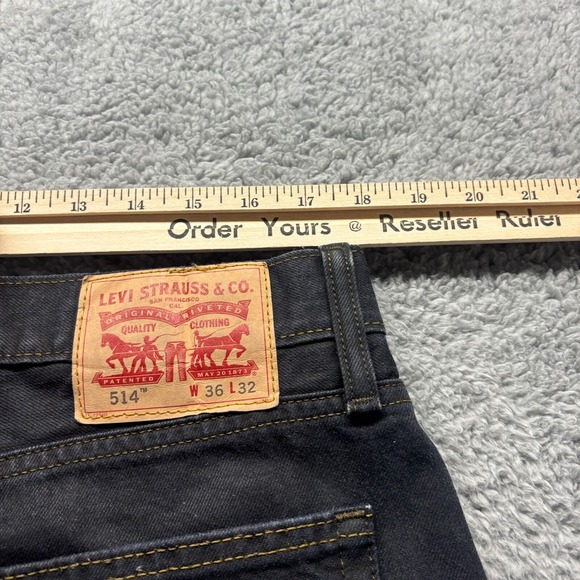 12 13 14 15 16 17 18 19 20 21
Order Yours @ Reseller Ruler
LEVI STRAUSS & CO.
SAN FRANCISCO
CAL.
ORIGINAL RIVETED
QUALITY CLOTHING
PATENTED MAY 20 1873 ®
514™ W 36 L 32